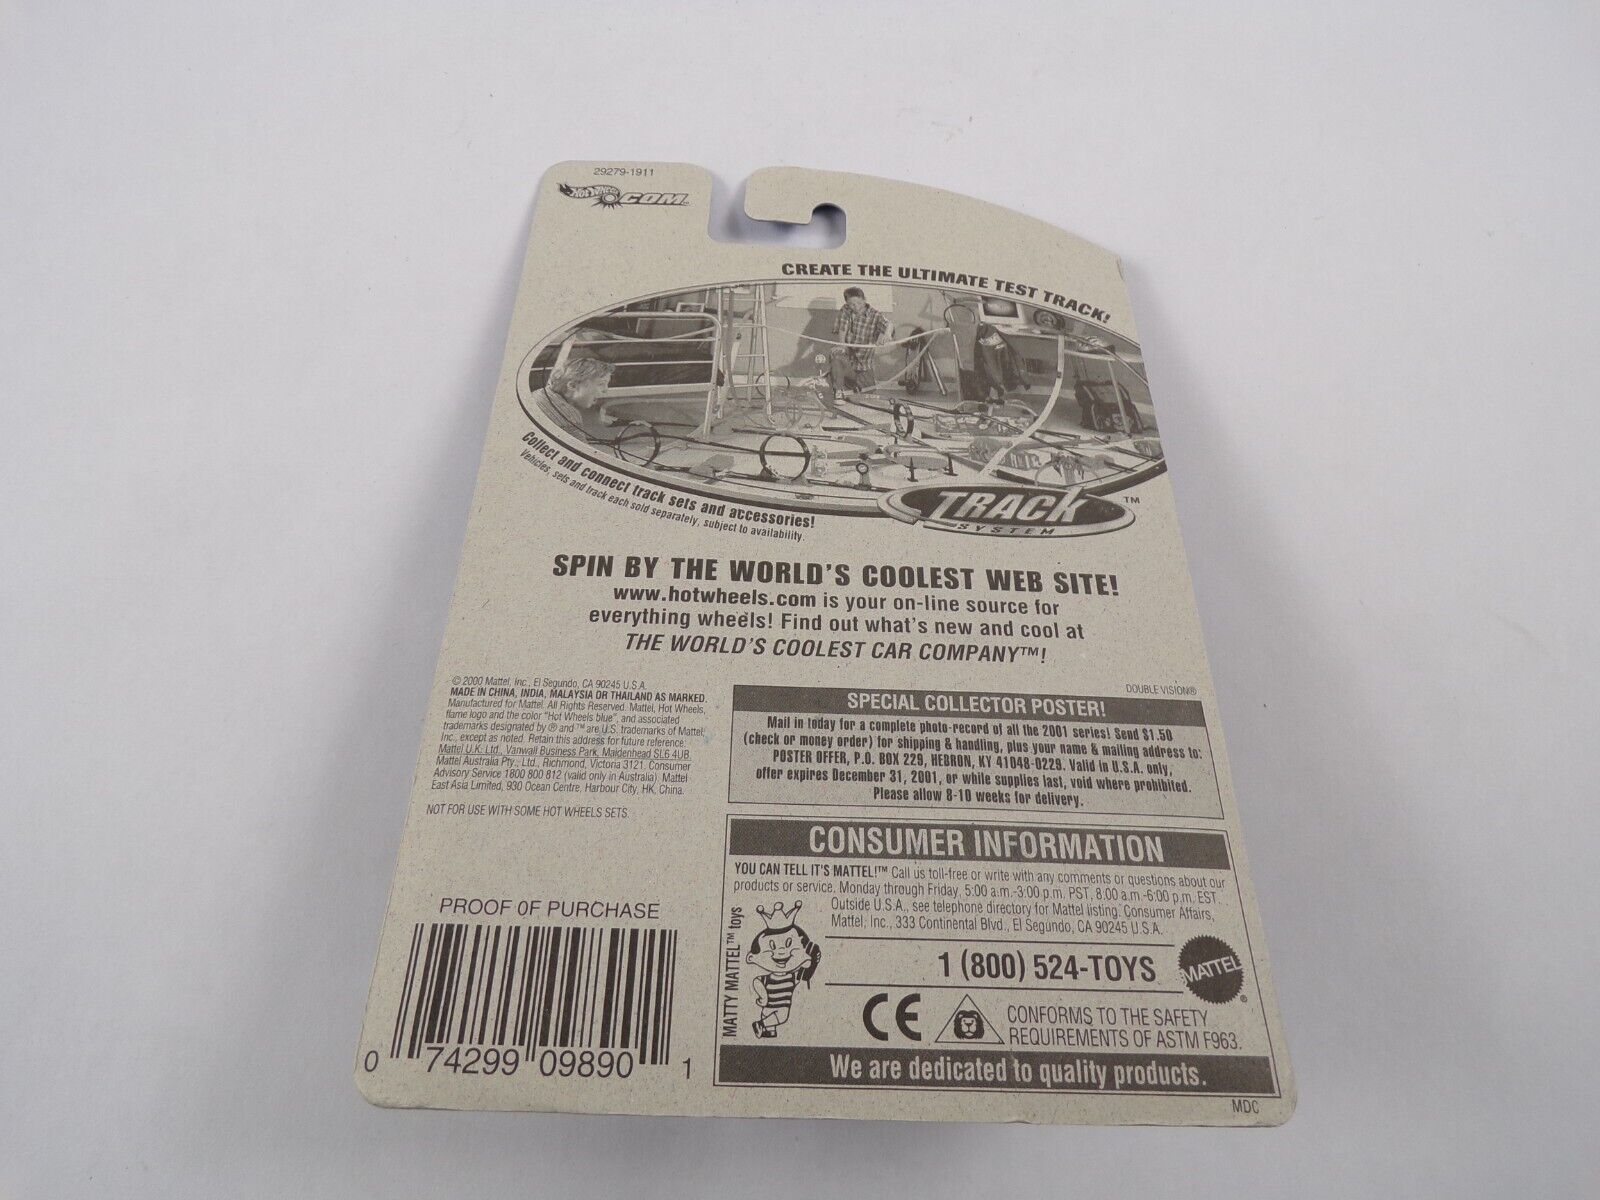 29279-1911
HOT WHEELS
.COM.
CREATE THE ULTIMATE TEST TRACK!
Collect and connect track sets and accessories!
Vehicles, sets and track each sold separately, subject to availability.
TRACK™
SYSTEM
SPIN BY THE WORLD'S COOLEST WEB SITE!
www.hotwheels.com is your on-line source for
everything wheels! Find out what's new and cool at
THE WORLD'S COOLEST CAR COMPANY™!
© 2000 Mattel, Inc., El Segundo, CA 90245 U.S.A.
MADE IN CHINA, INDIA, MALAYSIA OR THAILAND AS MARKED.
Manufactured for Mattel. All Rights Reserved. Mattel, Hot Wheels,
flame logo and the color "Hot Wheels blue", and associated
trademarks designated by ® and ™ are U.S. trademarks of Mattel,
Inc., except as noted. Retain this address for future reference:
Mattel U.K. Ltd., Vanwall Business Park, Maidenhead SL6 4UB.
Mattel Australia Pty., Ltd., Richmond, Victoria 3121. Consumer
Advisory Service 1800 800 812 (valid only in Australia). Mattel
East Asia Limited, 930 Ocean Centre, Harbour City, HK, China.
NOT FOR USE WITH SOME HOT WHEELS SETS.
DOUBLE VISION®
SPECIAL COLLECTOR POSTER!
Mail in today for a complete photo-record of all the 2001 series! Send $1.50
(check or money order) for shipping & handling, plus your name & mailing address to:
POSTER OFFER, P.O. BOX 229, HEBRON, KY 41048-0229. Valid in U.S.A. only,
offer expires December 31, 2001, or while supplies last, void where prohibited.
Please allow 8-10 weeks for delivery.
CONSUMER INFORMATION
YOU CAN TELL IT'S MATTEL!™ Call us toll-free or write with any comments or questions about our
products or service. Monday through Friday, 5:00 a.m.-3:00 p.m. PST, 8:00 a.m.-6:00 p.m. EST.
Outside U.S.A., see telephone directory for Mattel listing. Consumer Affairs,
Mattel, Inc., 333 Continental Blvd., El Segundo, CA 90245 U.S.A.
MATTY MATTEL™ toys
1 (800) 524-TOYS
MATTEL®
CE
CONFORMS TO THE SAFETY
REQUIREMENTS OF ASTM F963.
We are dedicated to quality products.
MDC
PROOF OF PURCHASE
0 74299 09890 1